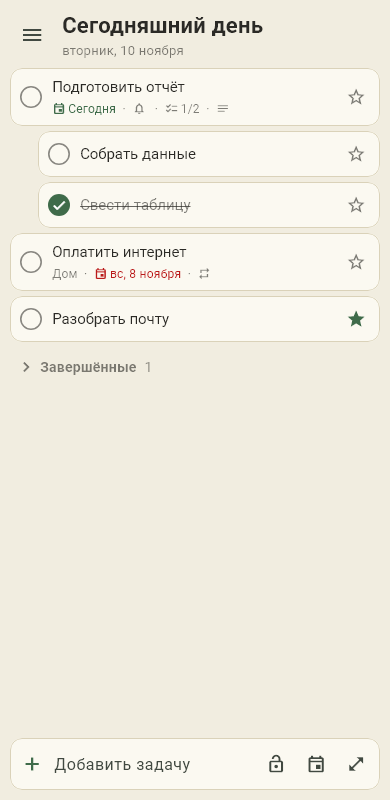 Сегодняшний день
вторник, 10 ноября
Подготовить отчёт
Сегодня · · 1/2 ·
Собрать данные
Свести таблицу
Оплатить интернет
Дом · вс, 8 ноября ·
Разобрать почту
Завершённые 1
Добавить задачу